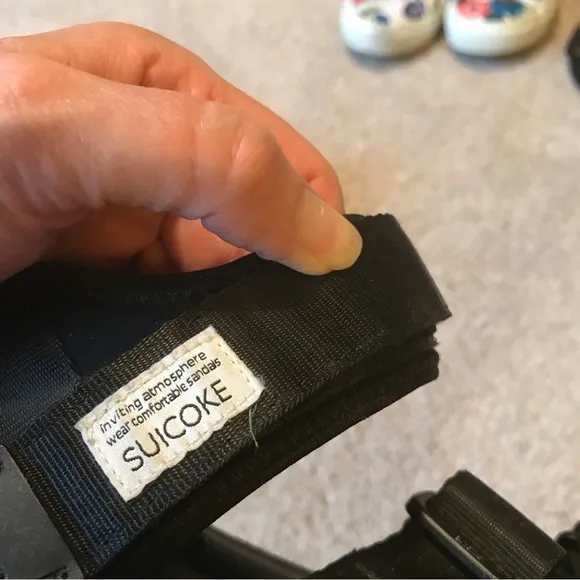 inviting atmosphere
wear comfortable sandals
SUICOKE